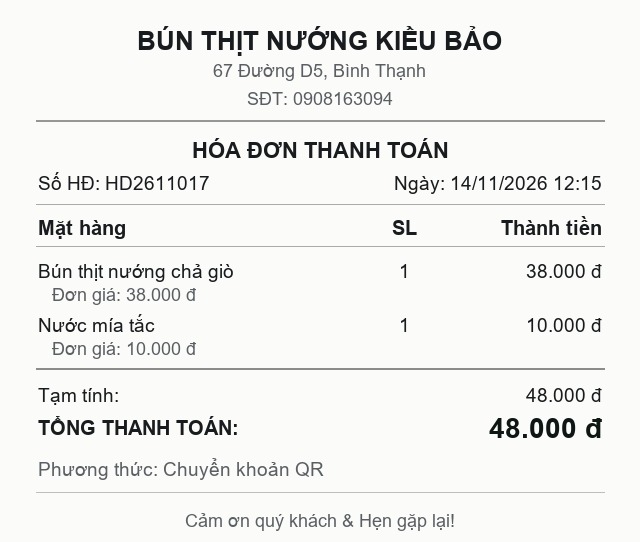 BÚN THỊT NƯỚNG KIỀU BẢO
67 Đường D5, Bình Thạnh
SĐT: 0908163094
HÓA ĐƠN THANH TOÁN
Số HĐ: HD2611017 Ngày: 14/11/2026 12:15
Mặt hàng SL Thành tiền
Bún thịt nướng chả giò 1 38.000 đ
Đơn giá: 38.000 đ
Nước mía tắc 1 10.000 đ
Đơn giá: 10.000 đ
Tạm tính: 48.000 đ
TỔNG THANH TOÁN: 48.000 đ
Phương thức: Chuyển khoản QR
Cảm ơn quý khách & Hẹn gặp lại!